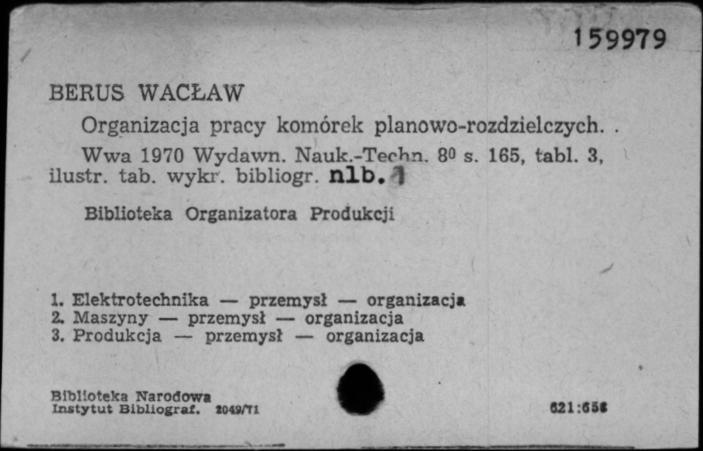 159979
BERUS WACŁAW
Organizacja pracy komórek planowo-rozdzielczych. .
Wwa 1970 Wydawn. Nauk.-Techn. 8⁰ s. 165, tabl. 3,
ilustr. tab. wykr. bibliogr. nlb. 1
Biblioteka Organizatora Produkcji
1. Elektrotechnika — przemysł — organizacja
2. Maszyny — przemysł — organizacja
3. Produkcja — przemysł — organizacja
Biblioteka Narodowa
Instytut Bibliograf. 2049/71
621:658